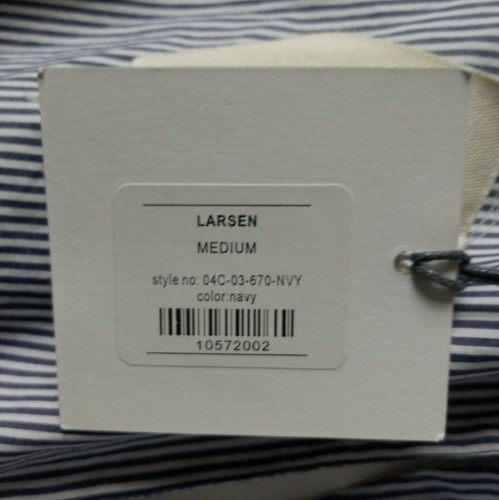 LARSEN
MEDIUM
style no: 04C-03-670-NVY
color:navy
10572002